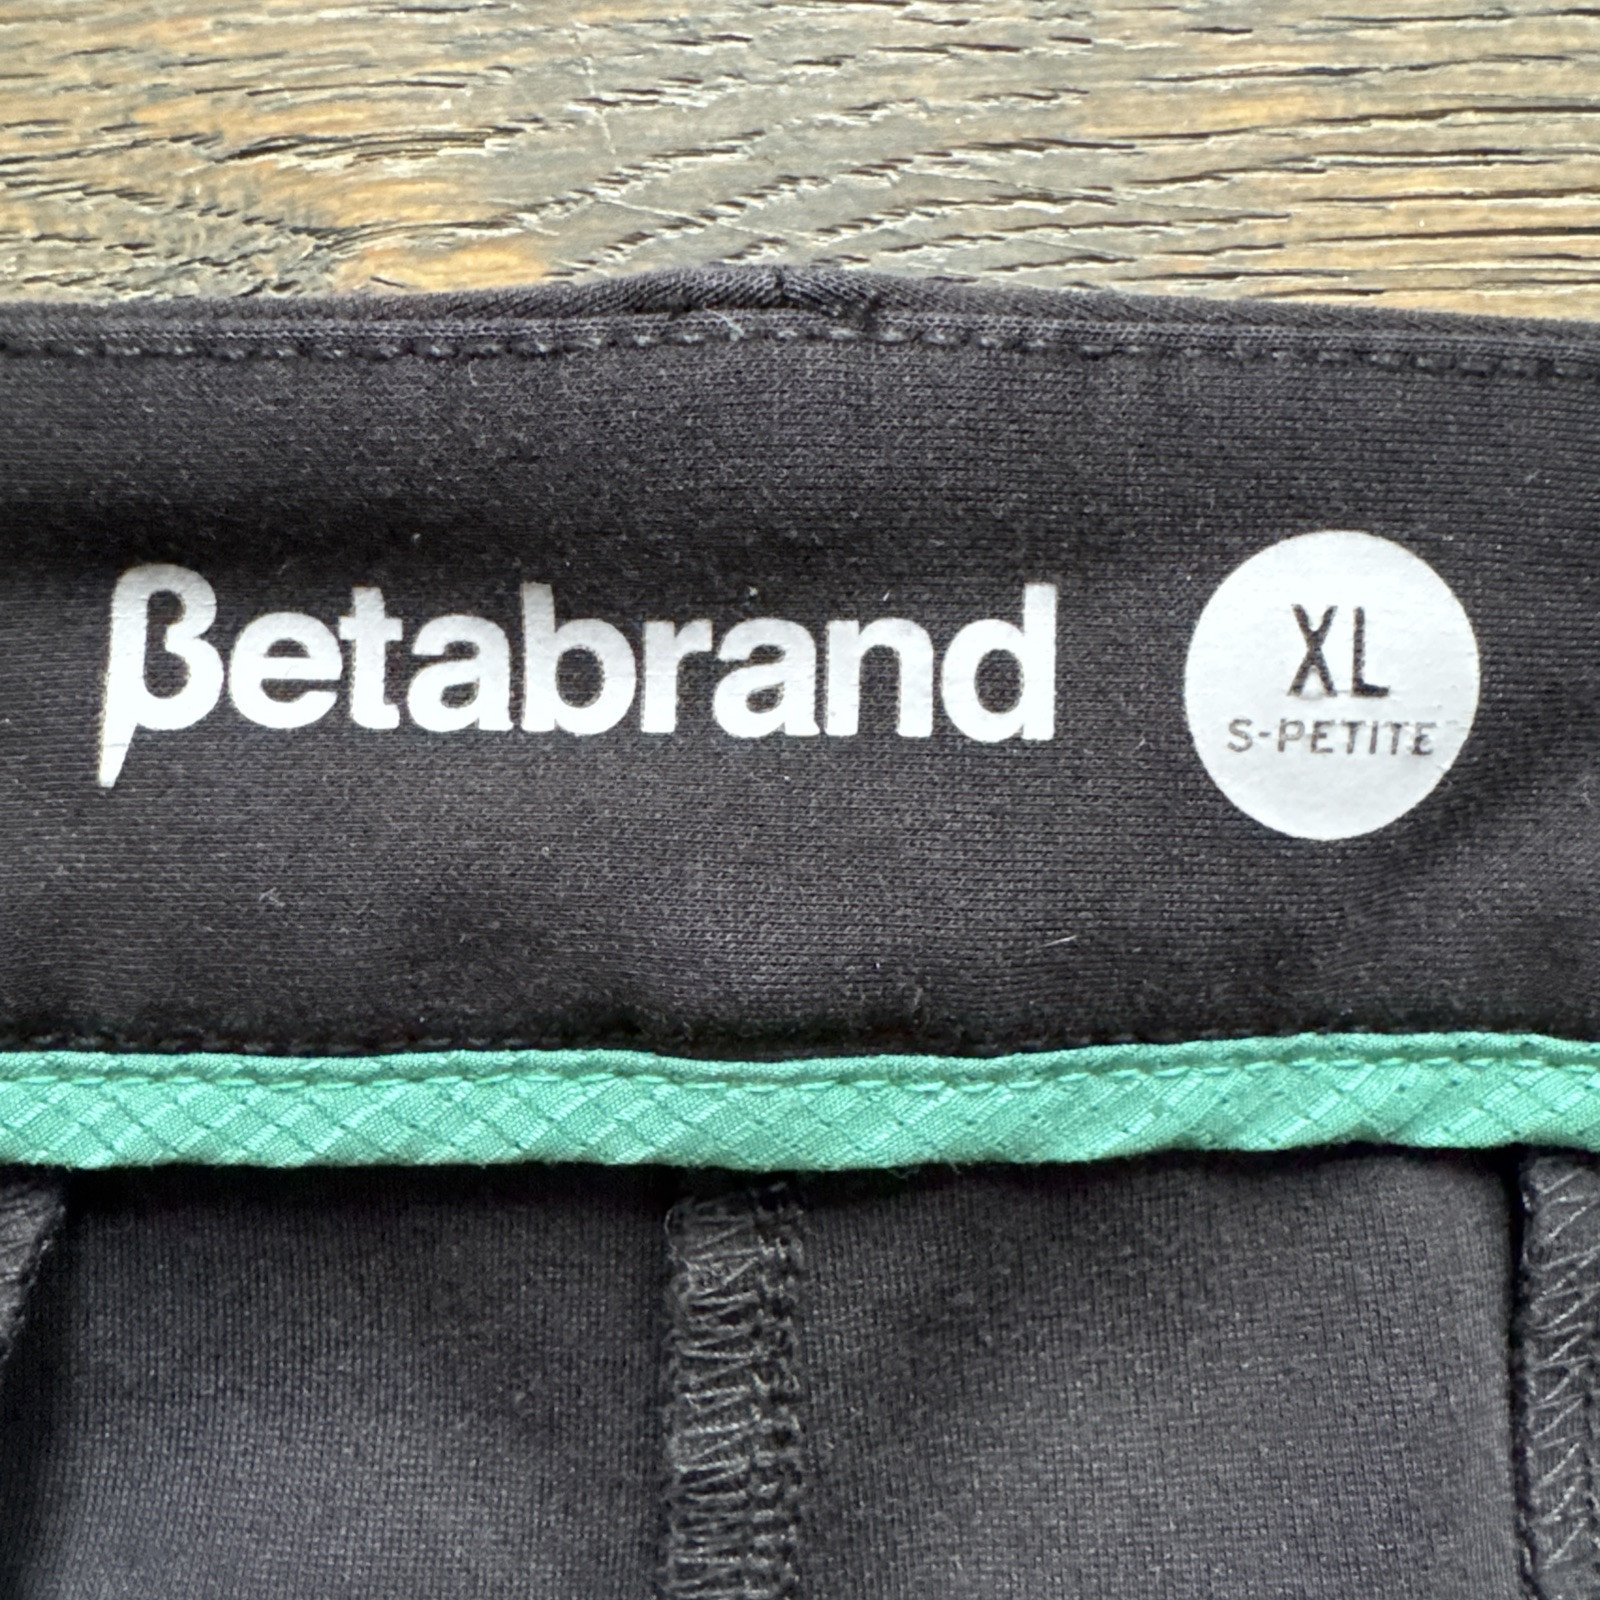 βetabrand
XL
S-PETITE